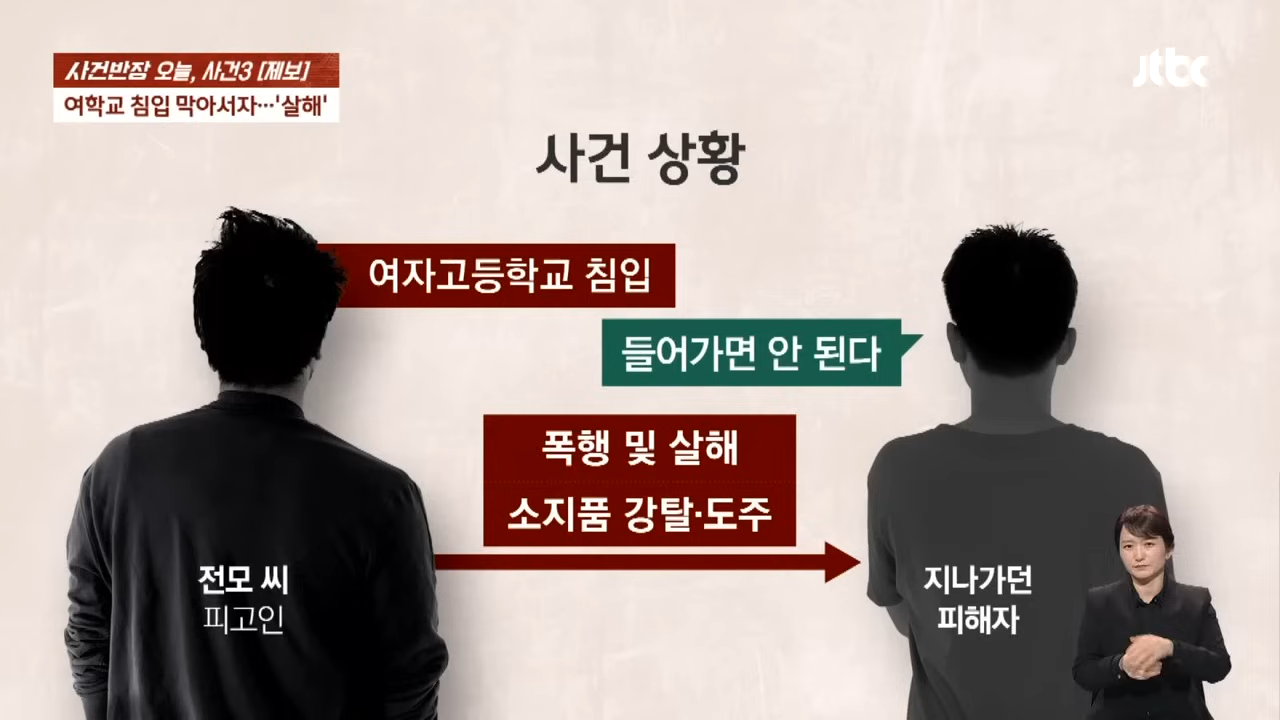 사건반장 오늘, 사건3 [제보]
여학교 침입 막아서자…'살해'
jtbc
사건 상황
여자고등학교 침입
들어가면 안 된다
폭행 및 살해
소지품 강탈·도주
전모 씨
피고인
지나가던
피해자